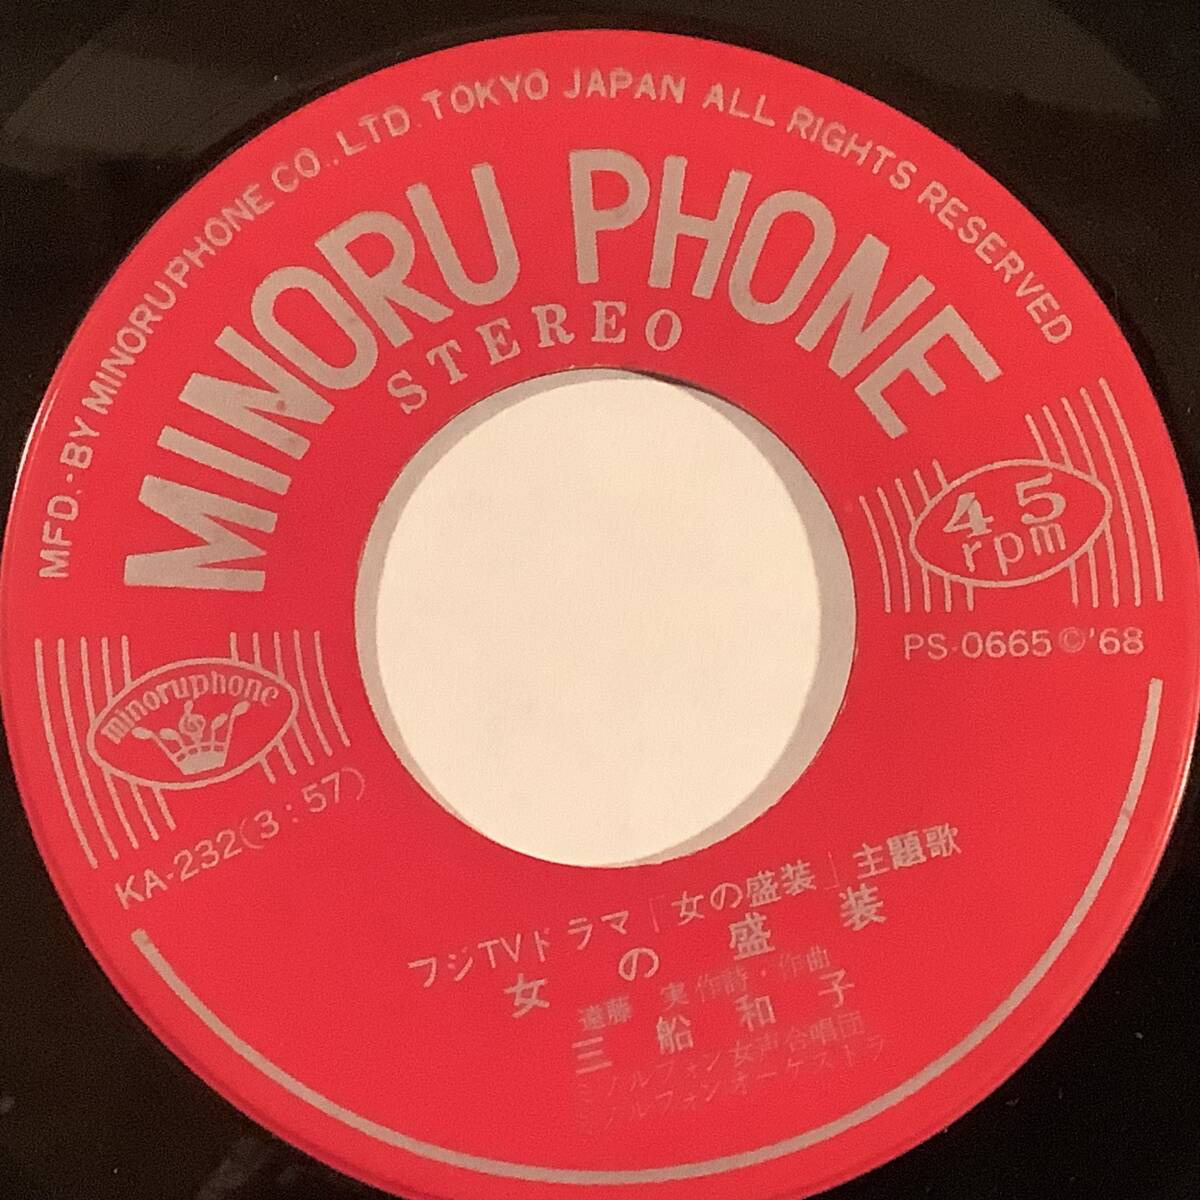 MFD.-BY MINORUPHONE CO., LTD. TOKYO JAPAN ALL RIGHTS RESERVED
MINORU PHONE
STEREO
45
rpm
PS-0665 ©'68
minoruphone
KA-232(3:57)
フジTVドラマ「女の盛装」主題歌
女の盛装
遠藤 実 作詩・作曲
三船和子
ミノルフォン女声合唱団
ミノルフォンオーケストラ